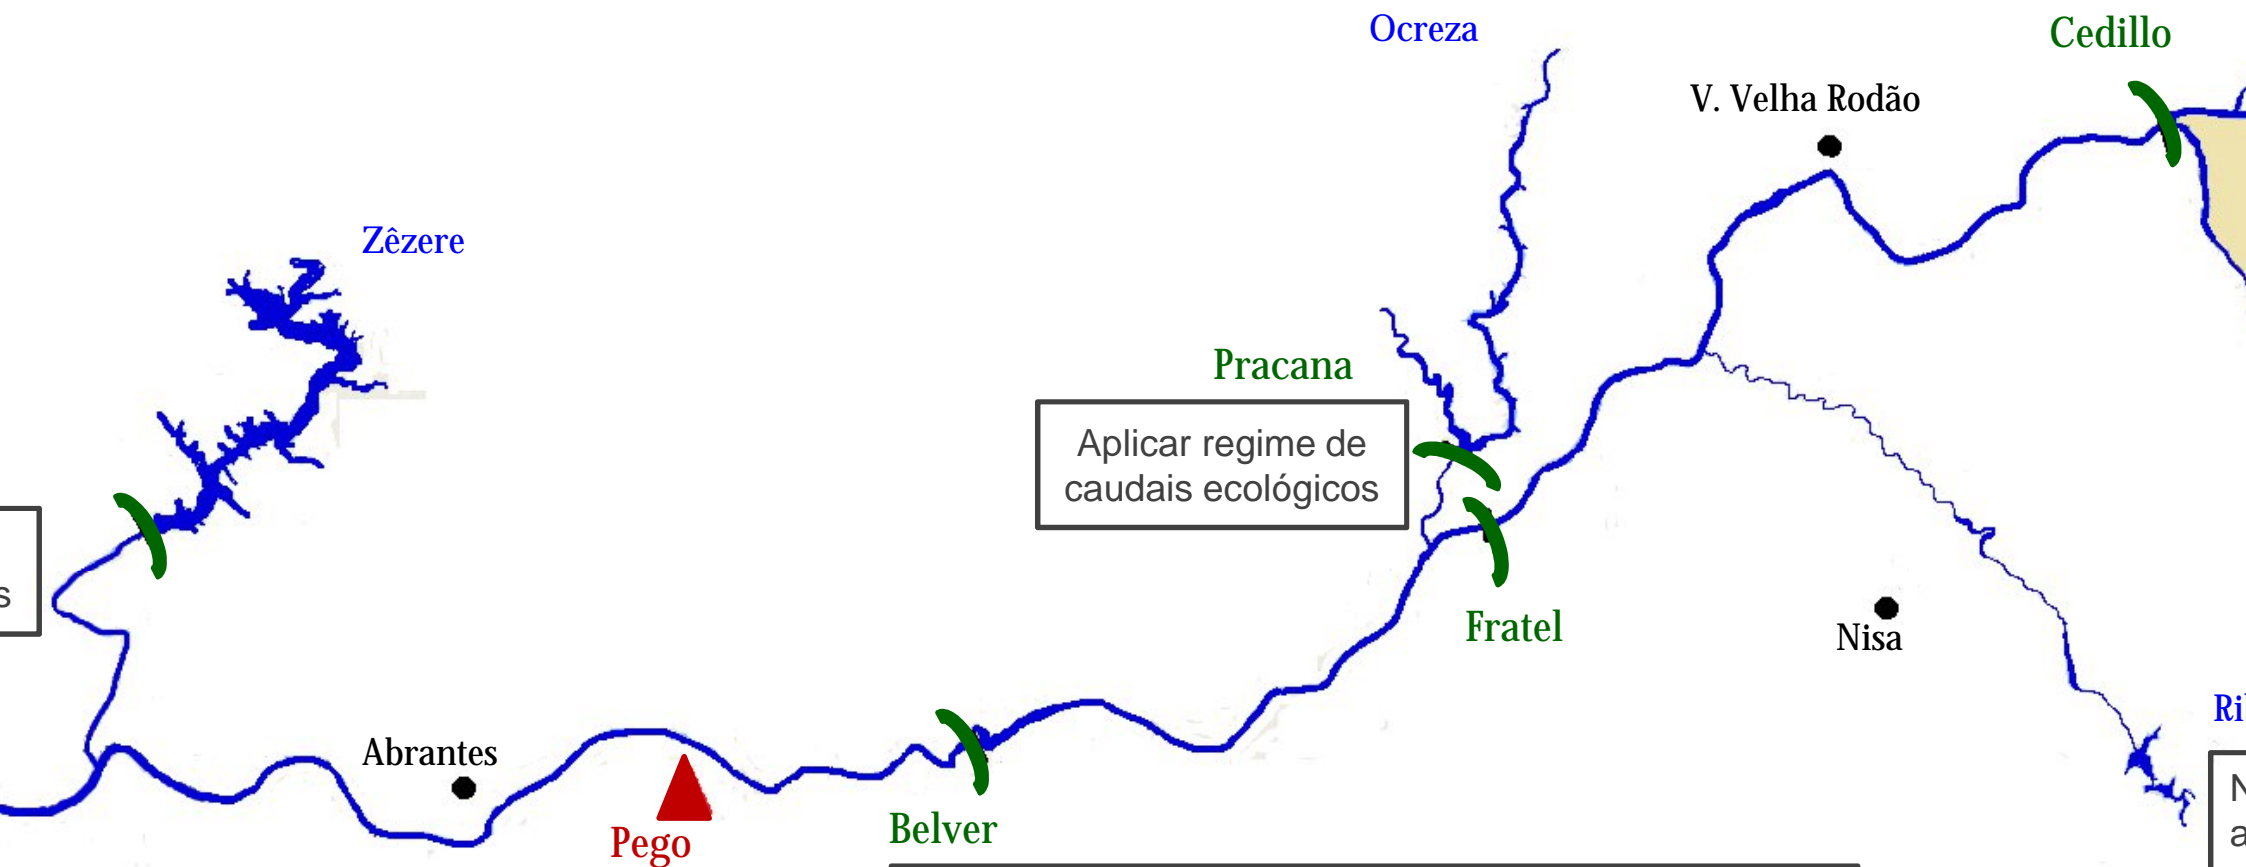 Ocreza
Cedillo
V. Velha Rodão
Zêzere
Pracana
Aplicar regime de
caudais ecológicos
s
Fratel
Nisa
Abrantes
Pego
Belver